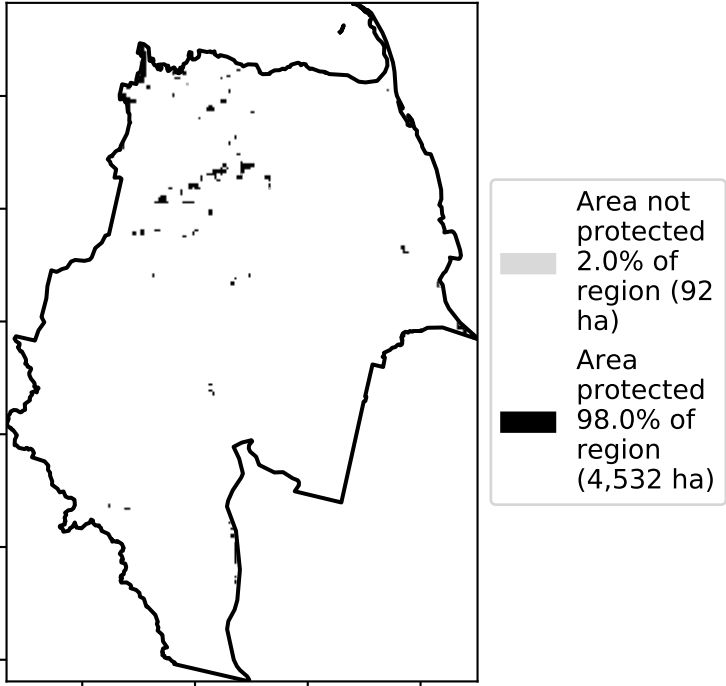 Area not
protected
2.0% of
region (92
ha)
Area
protected
98.0% of
region
(4,532 ha)